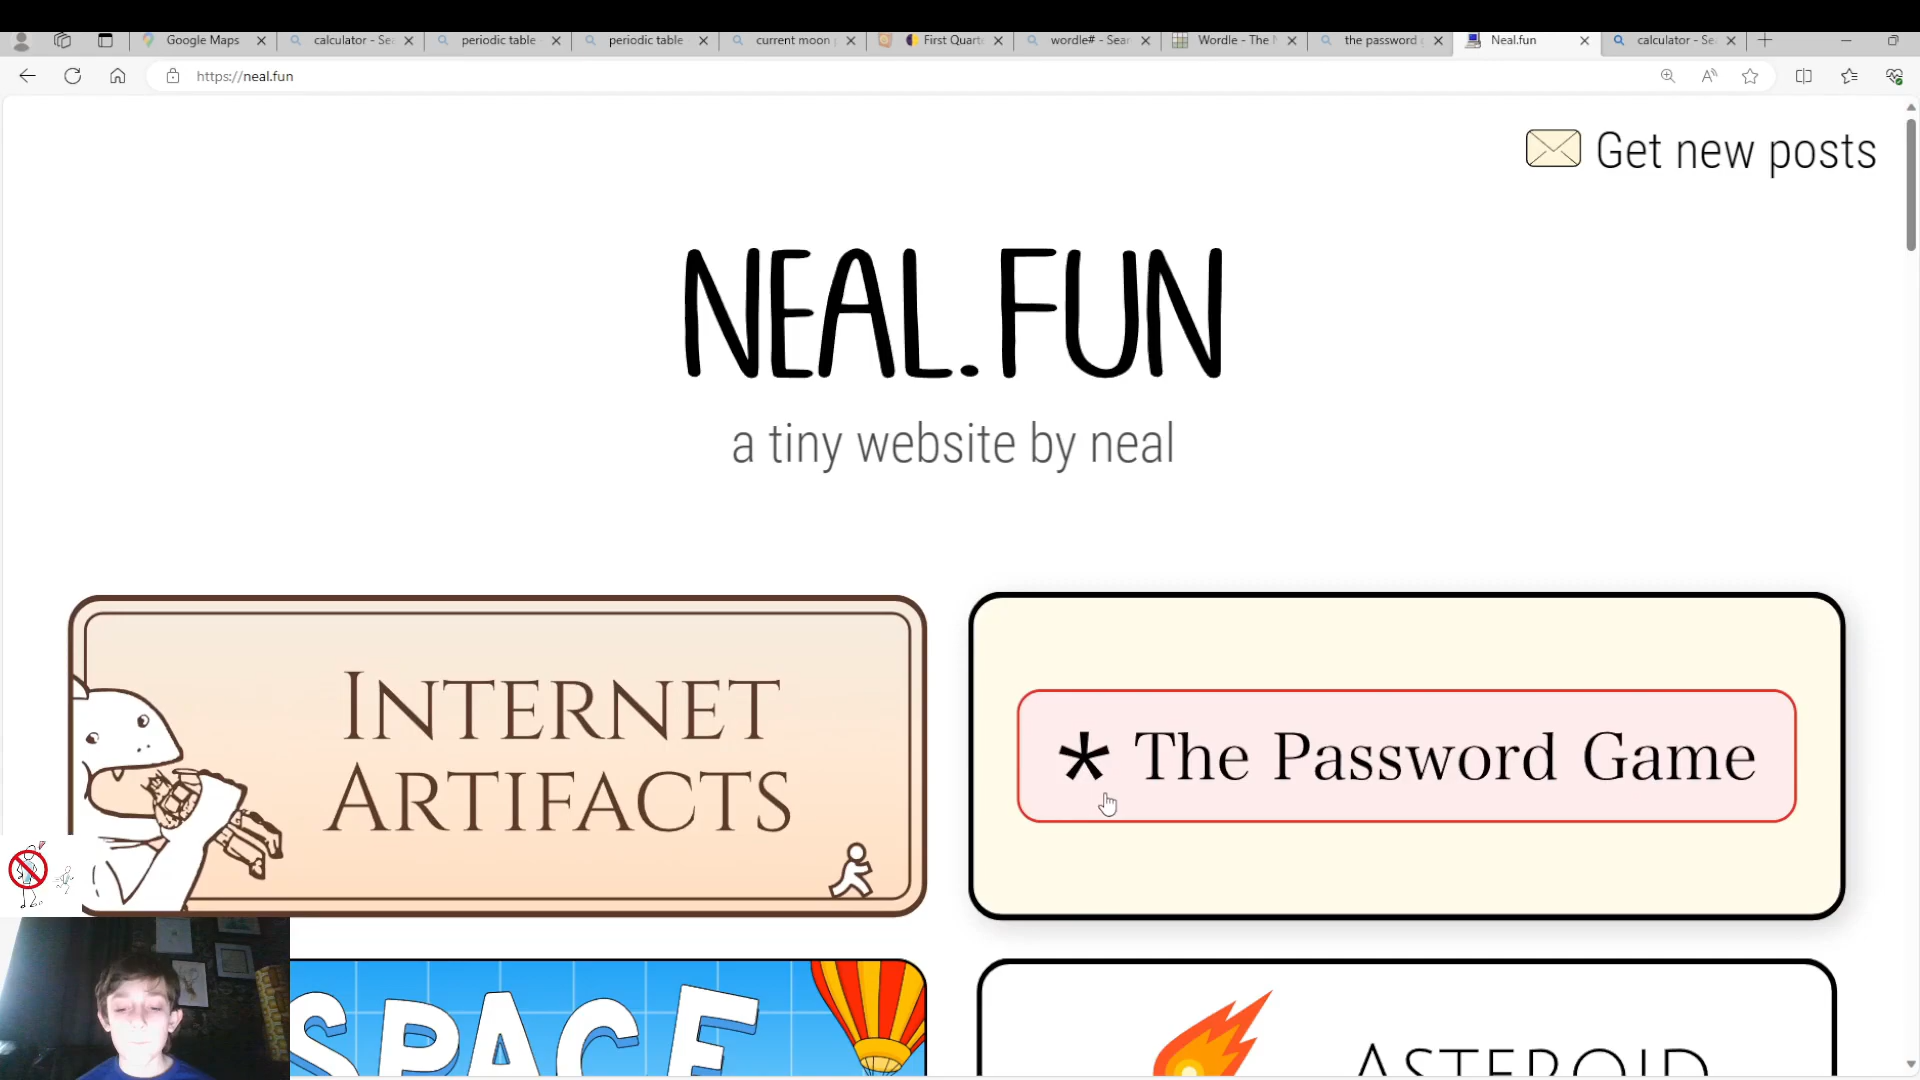 Google Maps
calculator - Se
periodic table
periodic table
current moon
First Quart
wordle# - Sear
Wordle - The N
the password
Neal.fun
calculator - Se
https://neal.fun
Get new posts
NEAL.FUN
a tiny website by neal
INTERNET
ARTIFACTS
* The Password Game
SPACE
ASTEROID